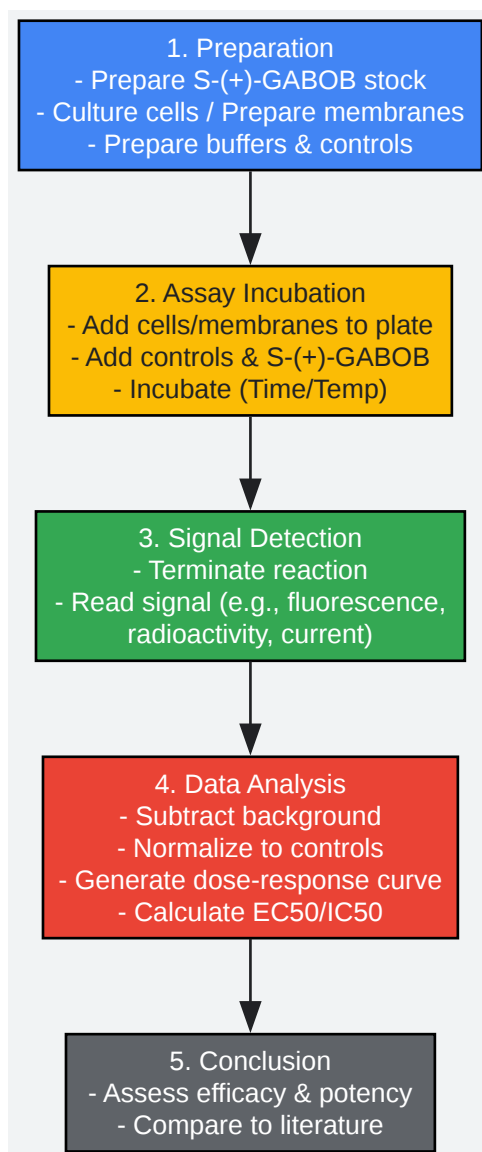 1. Preparation
- Prepare S-(+)-GABOB stock
- Culture cells / Prepare membranes
- Prepare buffers & controls
2. Assay Incubation
- Add cells/membranes to plate
- Add controls & S-(+)-GABOB
- Incubate (Time/Temp)
3. Signal Detection
- Terminate reaction
- Read signal (e.g., fluorescence,
radioactivity, current)
4. Data Analysis
- Subtract background
- Normalize to controls
- Generate dose-response curve
- Calculate EC50/IC50
5. Conclusion
- Assess efficacy & potency
- Compare to literature